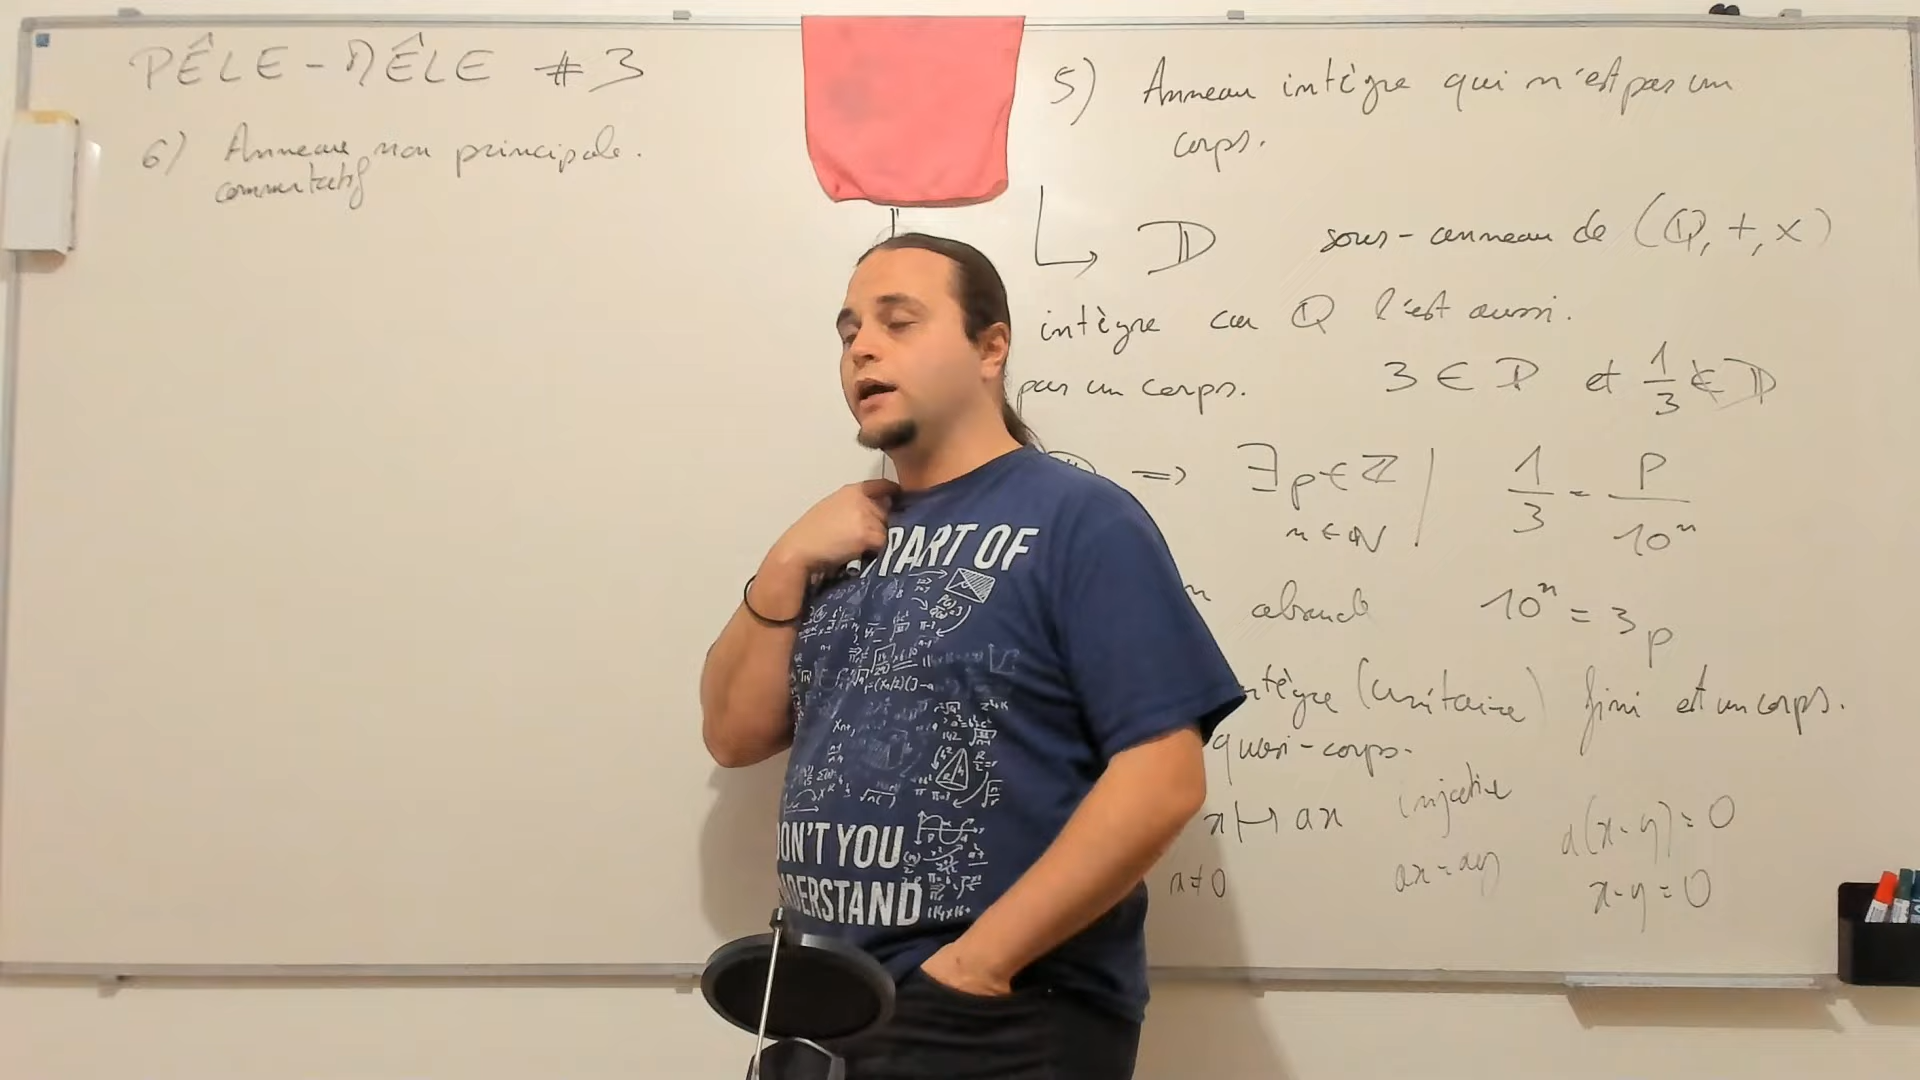 PÊLE-MÊLE #3
6) Anneau non principale.
commutatif
5) Anneau intègre qui n'est pas un
corps.
↳ 𝔻 sous-anneau de (ℚ, +, ×)
intègre car ℚ l'est aussi.
pas un corps. 3 ∈ 𝔻 et 1/3 ∉ 𝔻
⇒ ∃ p ∈ ℤ | 1/3 = p/10ⁿ
n ∈ ℕ
absurde 10ⁿ = 3p
ntègre (unitaire) fini est un corps.
quasi-corps.
x ↦ ax injective a(x-y) = 0
a ≠ 0 ax = ay x-y = 0
PART OF
DON'T YOU
UNDERSTAND